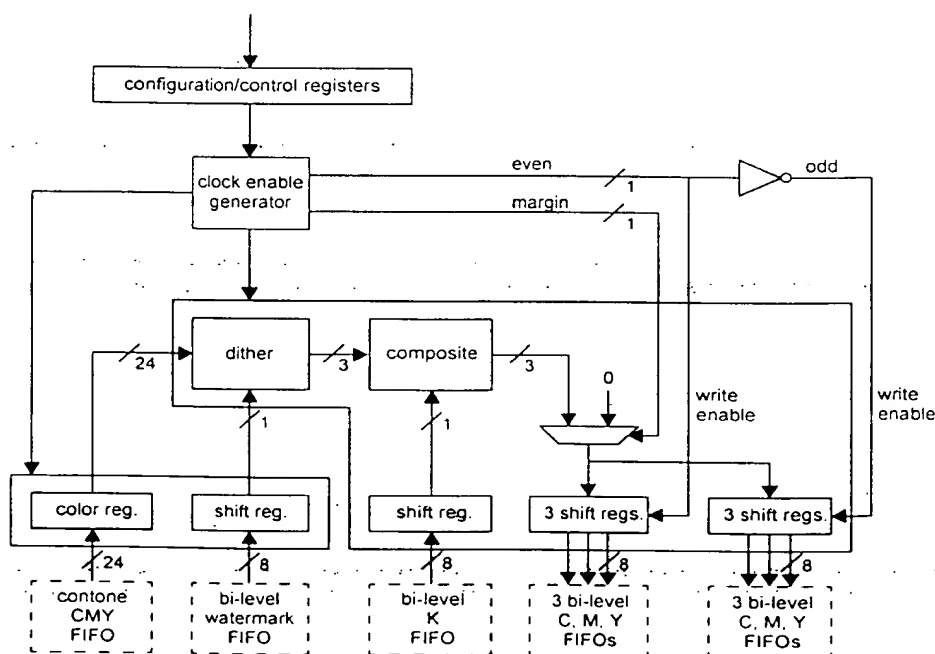 configuration/control registers
clock enable
generator
even
1
odd
margin
1
dither
composite
24
3
3
0
1
1
write
enable
write
enable
color reg.
shift reg.
shift reg.
3 shift regs.
3 shift regs.
24
8
8
8
8
contone
CMY
FIFO
bi-level
watermark
FIFO
bi-level
K
FIFO
3 bi-level
C, M, Y
FIFOs
3 bi-level
C, M, Y
FIFOs